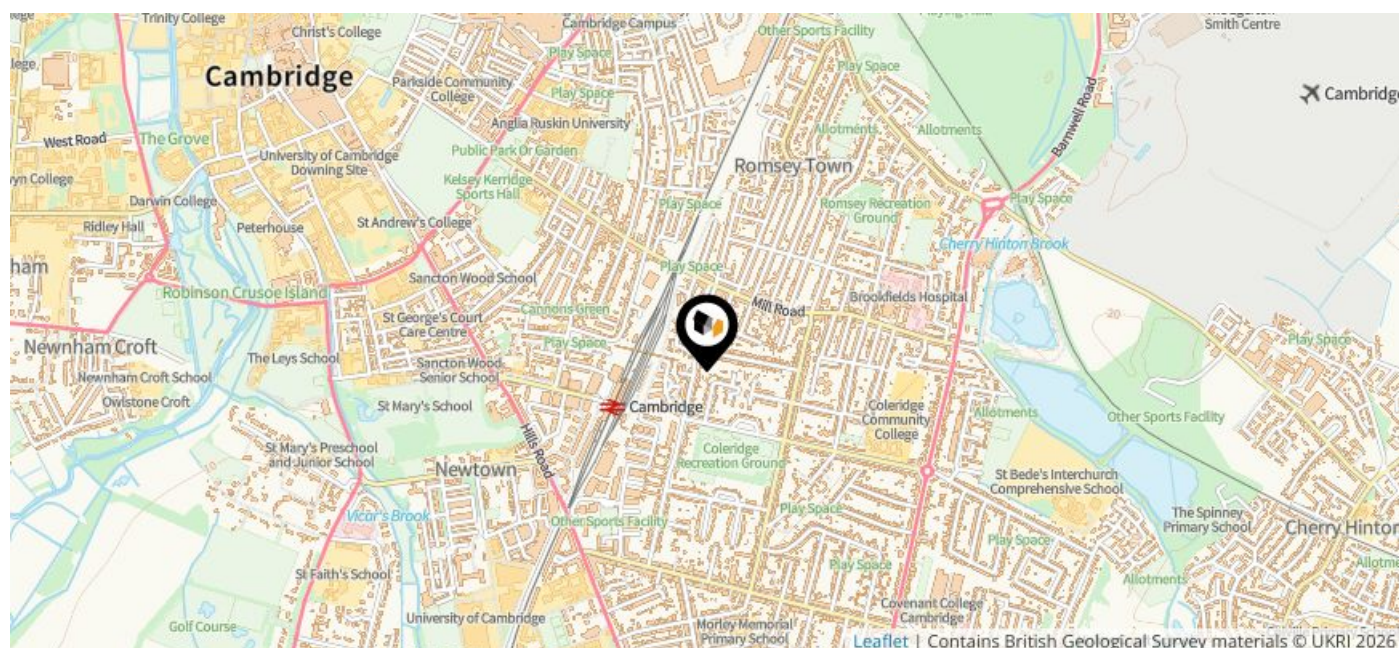 Trinity College
Christ's College
Cambridge Campus
Other Sports Facility
Smith Centre
Play Space
Cambridge
Parkside Community
College
Play Space
Play Space
Barnwell Road
Anglia Ruskin University
Allotments
Allotments
West Road
The Grove
Public Park Or Garden
University of Cambridge
Downing Site
Romsey Town
Kelsey Kerridge
Sports Hall
Darwin College
Play Space
Romsey Recreation
Ground
Play Space
Ridley Hall
Peterhouse
St Andrew's College
Cherry Hinton Brook
Play Space
Sancton Wood School
Robinson Crusoe Island
Brookfields Hospital
Mill Road
Cannons Green
St George's Court
Care Centre
20
Newnham Croft
The Leys School
Play Space
Play Space
Sancton Wood
Senior School
Newnham Croft School
Owlstone Croft
St Mary's School
Cambridge
Coleridge
Community
College
Allotments
Other Sports Facility
Hills Road
Coleridge
Recreation Ground
St Mary's Preschool
and Junior School
Newtown
10
St Bede's Interchurch
Comprehensive School
Vicar's Brook
Other Sports Facility
Play Space
The Spinney
Primary School
Cherry Hinton
Play Space
St Faith's School
Play Space
Allotments
University of Cambridge
Covenant College
Cambridge
Golf Course
Morley Memorial
Primary School
Leaflet | Contains British Geological Survey materials © UKRI 2026